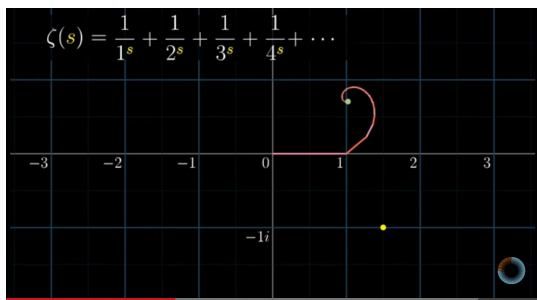 ζ(s) = 1/1^s + 1/2^s + 1/3^s + 1/4^s + ⋯
−3 −2 −1 0 1 2 3
−1i